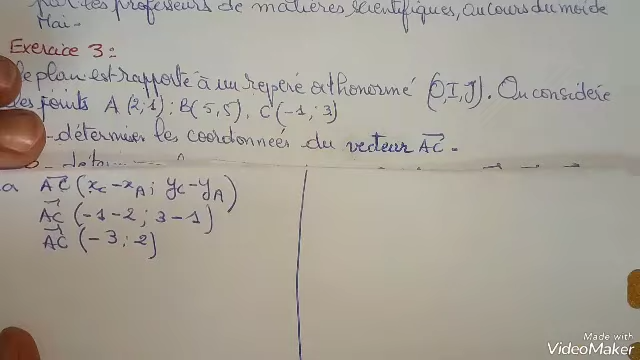 par les professeurs de matières scientifiques, au cours du moi de
Mai.
Exercice 3:
le plan est rapporté à un repère othonormé (O,I,J). On considère
les points A(2;1); B(5,5), C(-1;3)
-déterminer les coordonnées du vecteur AC.
a AC(xc-xA; yc-yA)
AC(-1-2; 3-1)
AC(-3;2)
Made with
VideoMaker